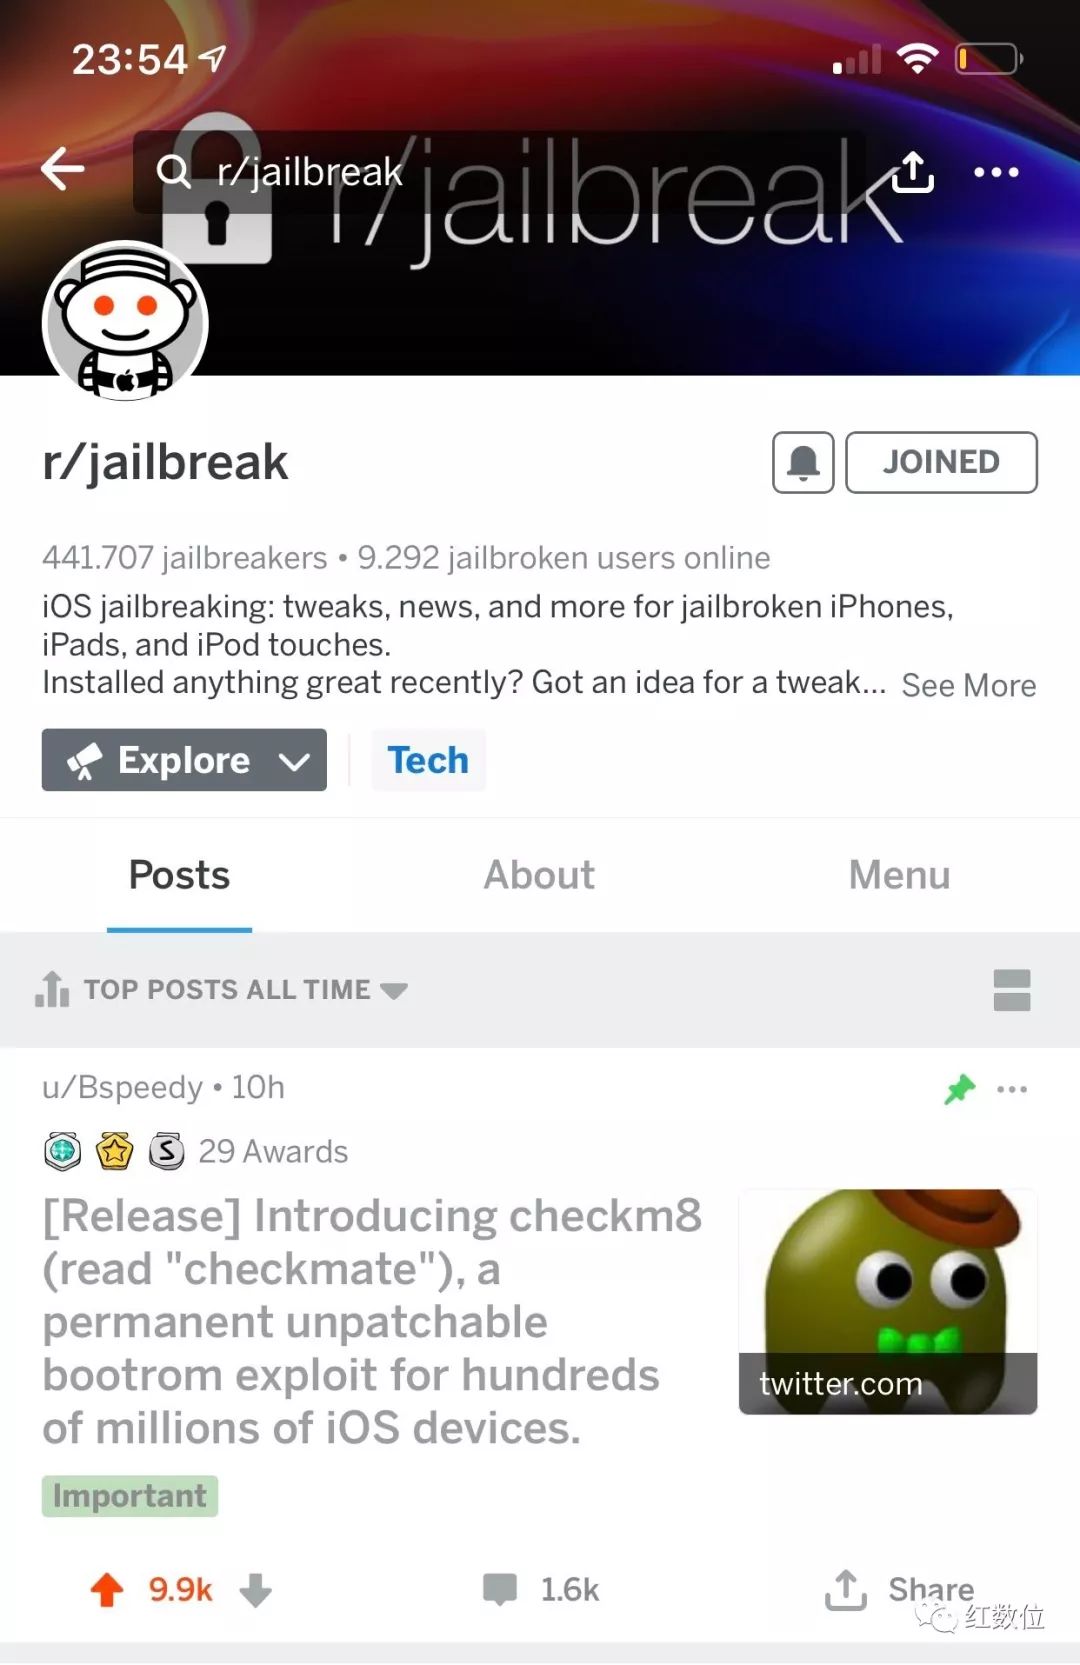 23:54
r/jailbreak
r/jailbreak
r/jailbreak
JOINED
441.707 jailbreakers • 9.292 jailbroken users online
iOS jailbreaking: tweaks, news, and more for jailbroken iPhones,
iPads, and iPod touches.
Installed anything great recently? Got an idea for a tweak... See More
Explore
Tech
Posts
About
Menu
TOP POSTS ALL TIME
u/Bspeedy • 10h
S
29 Awards
[Release] Introducing checkm8
(read "checkmate"), a
permanent unpatchable
bootrom exploit for hundreds
of millions of iOS devices.
twitter.com
Important
9.9k
1.6k
Share
红数位